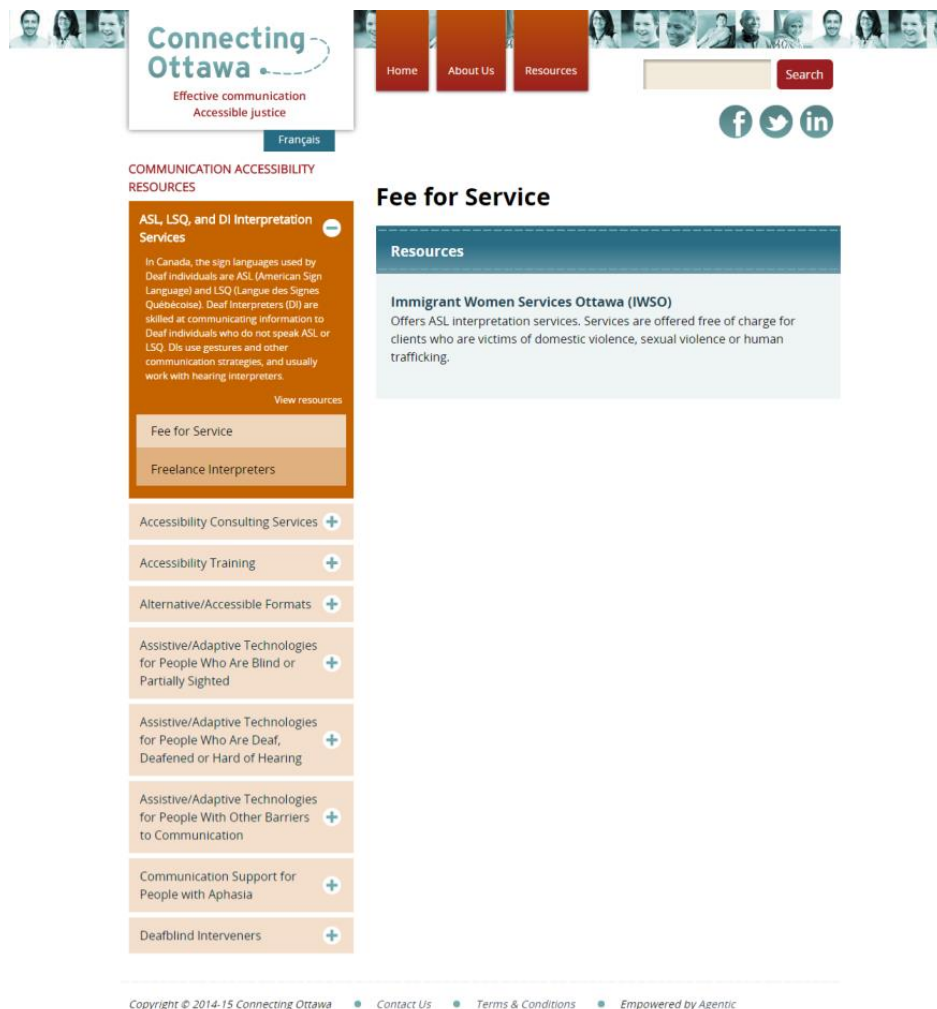 Connecting
Ottawa
Effective communication
Accessible justice
Français
Home
About Us
Resources
Search
COMMUNICATION ACCESSIBILITY
RESOURCES
ASL, LSQ, and DI Interpretation
Services
In Canada, the sign languages used by
Deaf individuals are ASL (American Sign
Language) and LSQ (Langue des Signes
Québécoise). Deaf Interpreters (DI) are
skilled at communicating information to
Deaf individuals who do not speak ASL or
LSQ. DIs use gestures and other
communication strategies, and usually
work with hearing interpreters.
View resources
Fee for Service
Freelance Interpreters
Accessibility Consulting Services
Accessibility Training
Alternative/Accessible Formats
Assistive/Adaptive Technologies
for People Who Are Blind or
Partially Sighted
Assistive/Adaptive Technologies
for People Who Are Deaf,
Deafened or Hard of Hearing
Assistive/Adaptive Technologies
for People With Other Barriers
to Communication
Communication Support for
People with Aphasia
Deafblind Interveners
Fee for Service
Resources
Immigrant Women Services Ottawa (IWSO)
Offers ASL interpretation services. Services are offered free of charge for
clients who are victims of domestic violence, sexual violence or human
trafficking.
Copyright © 2014-15 Connecting Ottawa • Contact Us • Terms & Conditions • Empowered by Agentic